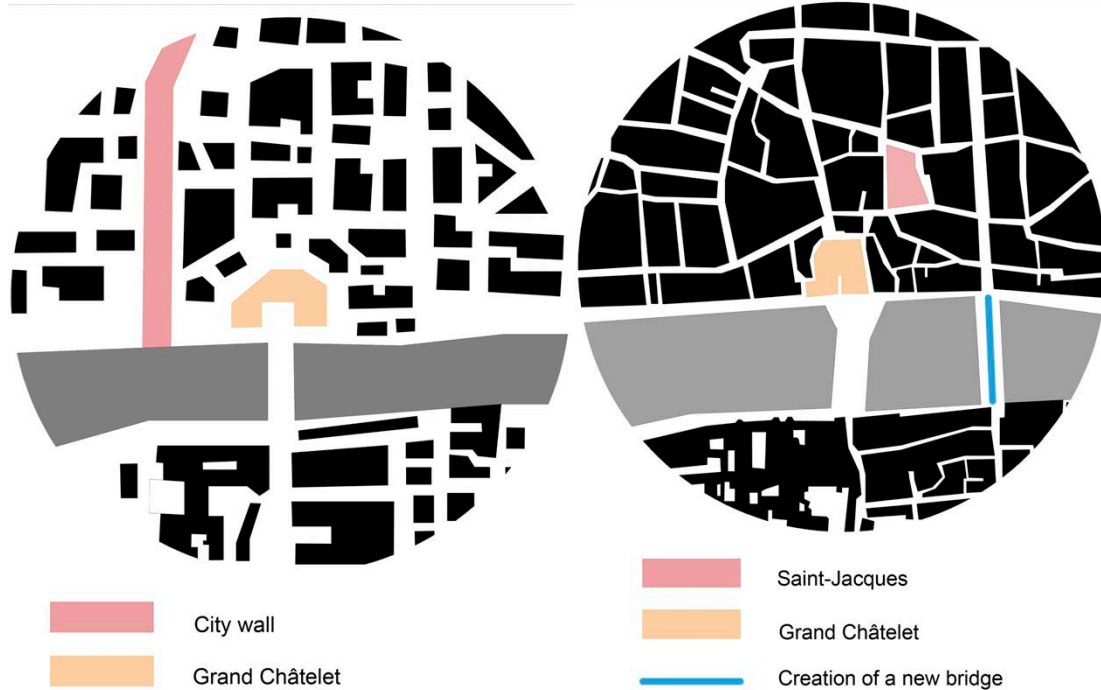 City wall
Grand Châtelet
Saint-Jacques
Grand Châtelet
Creation of a new bridge